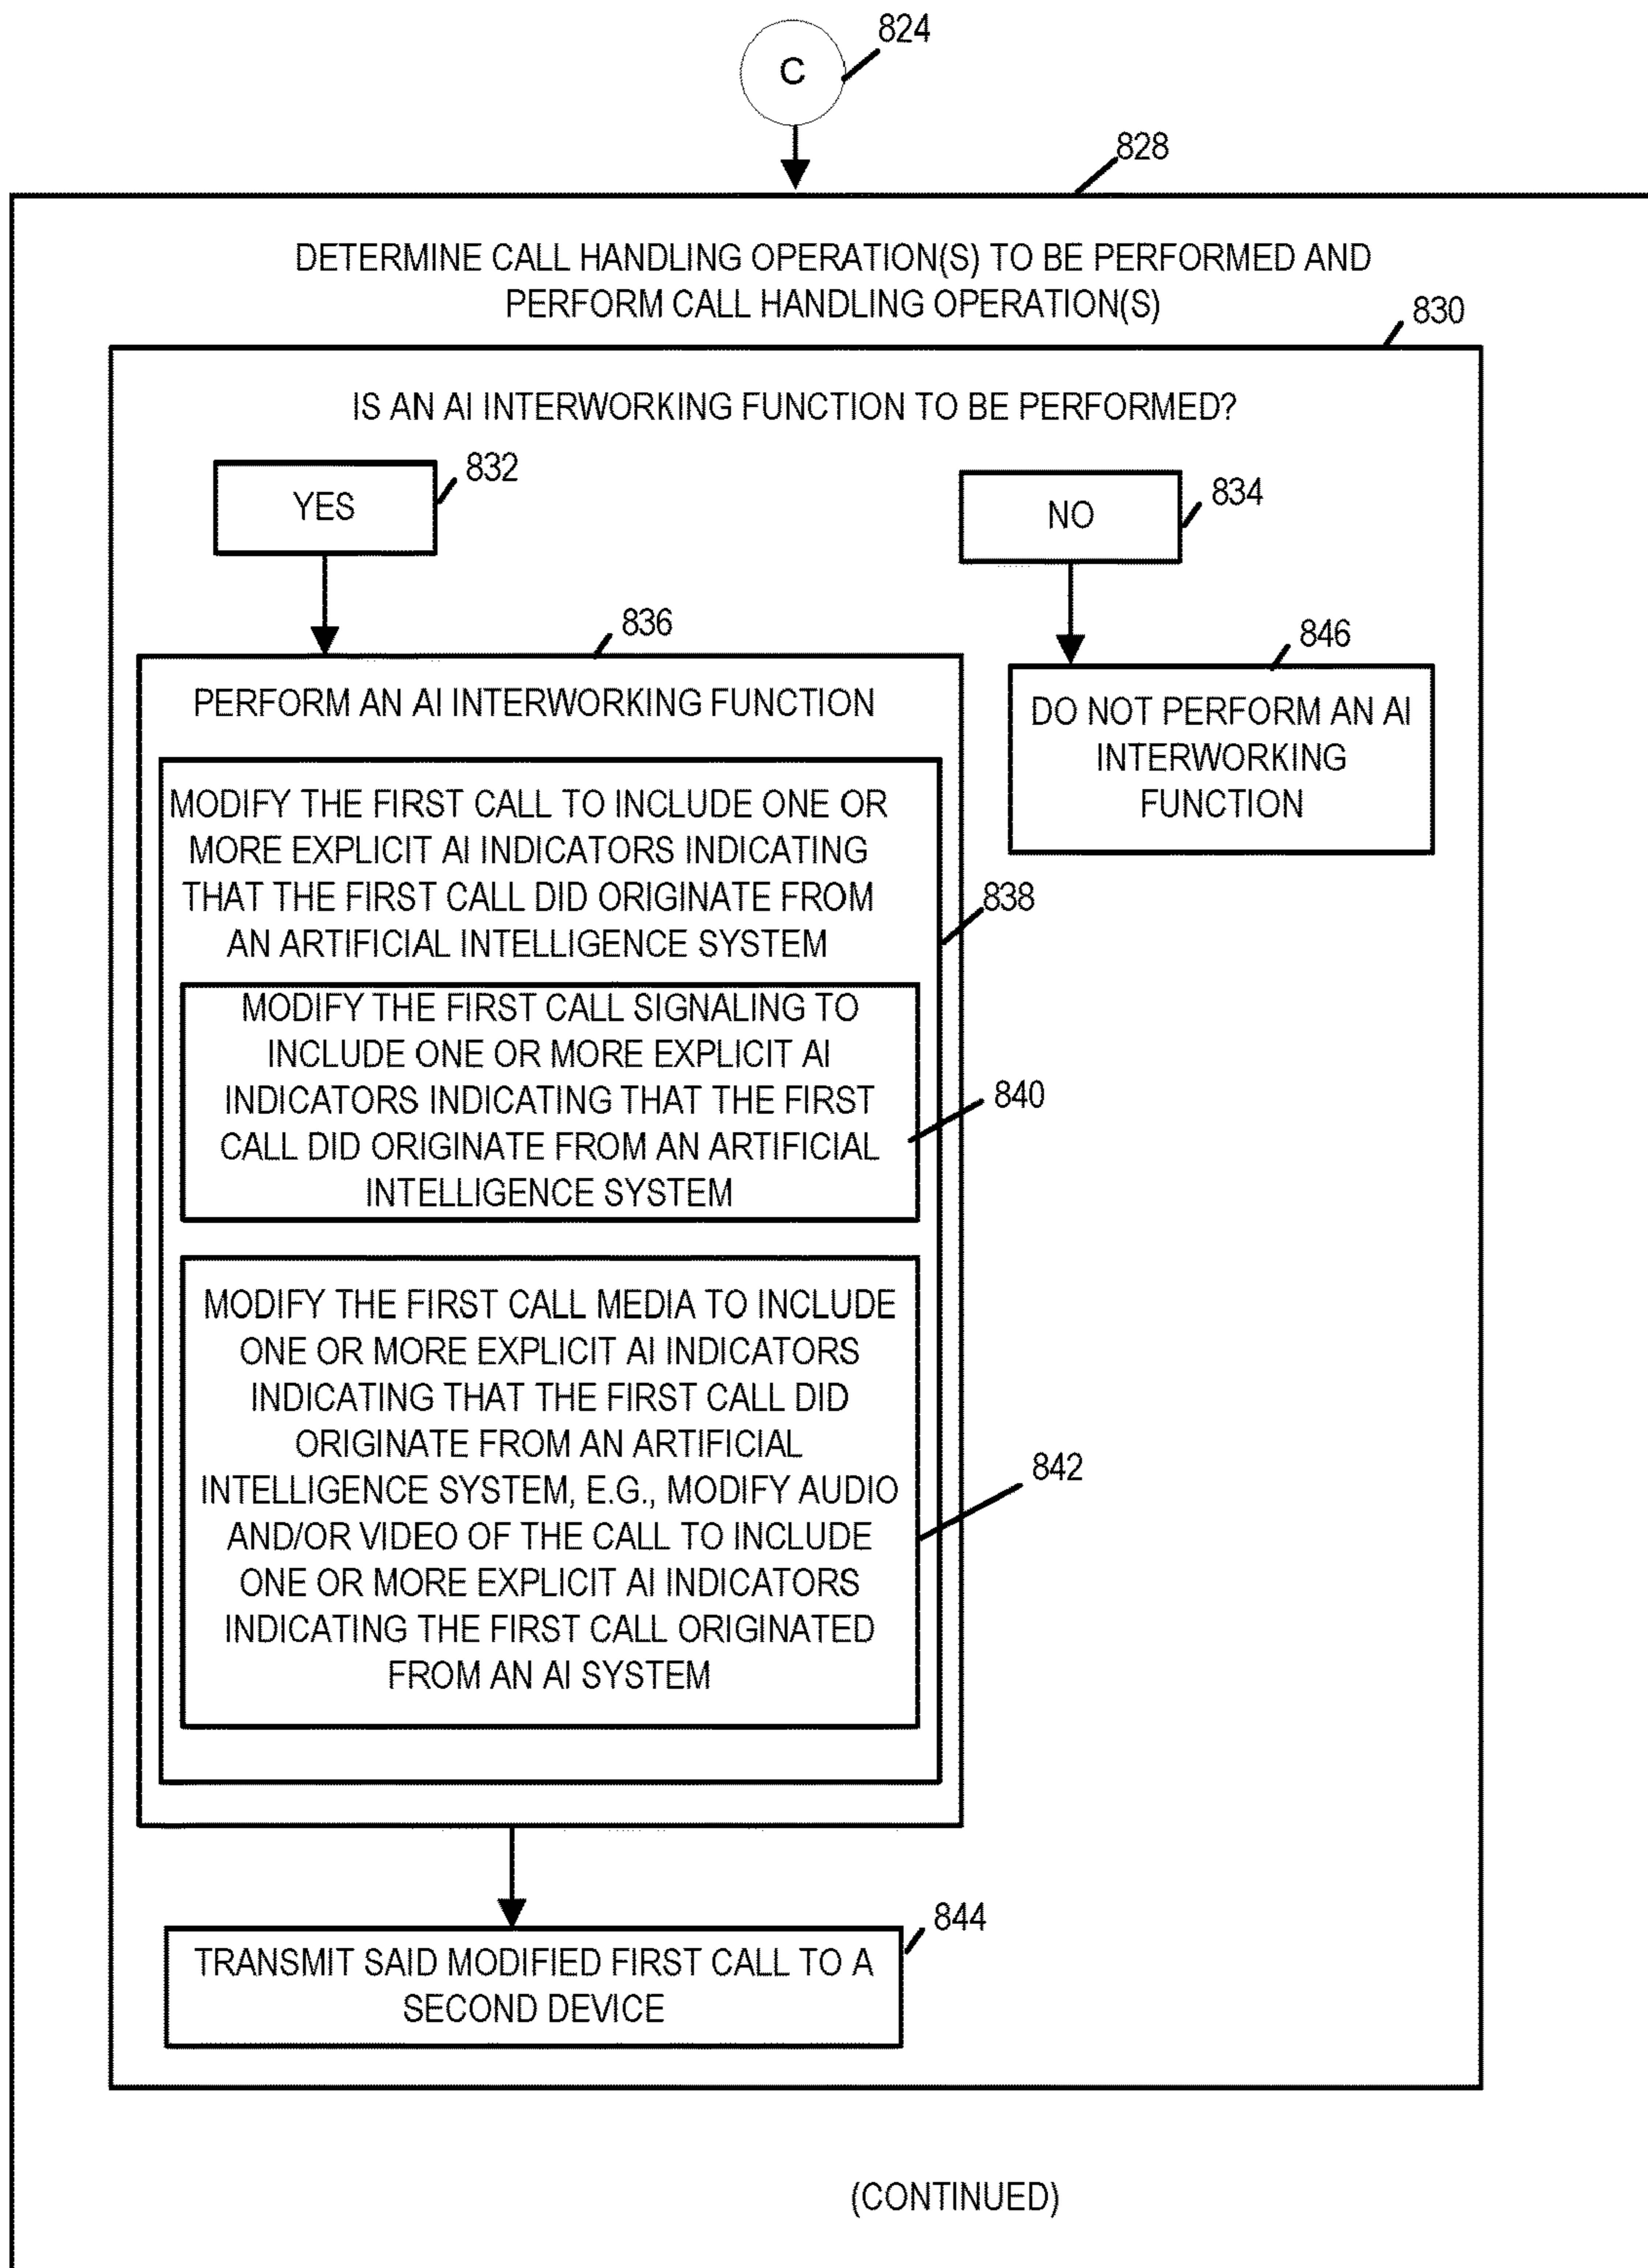 C
824
828
DETERMINE CALL HANDLING OPERATION(S) TO BE PERFORMED AND
PERFORM CALL HANDLING OPERATION(S)
830
IS AN AI INTERWORKING FUNCTION TO BE PERFORMED?
YES
832
NO
834
836
PERFORM AN AI INTERWORKING FUNCTION
846
DO NOT PERFORM AN AI
INTERWORKING
FUNCTION
MODIFY THE FIRST CALL TO INCLUDE ONE OR
MORE EXPLICIT AI INDICATORS INDICATING
THAT THE FIRST CALL DID ORIGINATE FROM
AN ARTIFICIAL INTELLIGENCE SYSTEM
838
MODIFY THE FIRST CALL SIGNALING TO
INCLUDE ONE OR MORE EXPLICIT AI
INDICATORS INDICATING THAT THE FIRST
CALL DID ORIGINATE FROM AN ARTIFICIAL
INTELLIGENCE SYSTEM
840
MODIFY THE FIRST CALL MEDIA TO INCLUDE
ONE OR MORE EXPLICIT AI INDICATORS
INDICATING THAT THE FIRST CALL DID
ORIGINATE FROM AN ARTIFICIAL
INTELLIGENCE SYSTEM, E.G., MODIFY AUDIO
AND/OR VIDEO OF THE CALL TO INCLUDE
ONE OR MORE EXPLICIT AI INDICATORS
INDICATING THE FIRST CALL ORIGINATED
FROM AN AI SYSTEM
842
844
TRANSMIT SAID MODIFIED FIRST CALL TO A
SECOND DEVICE
(CONTINUED)